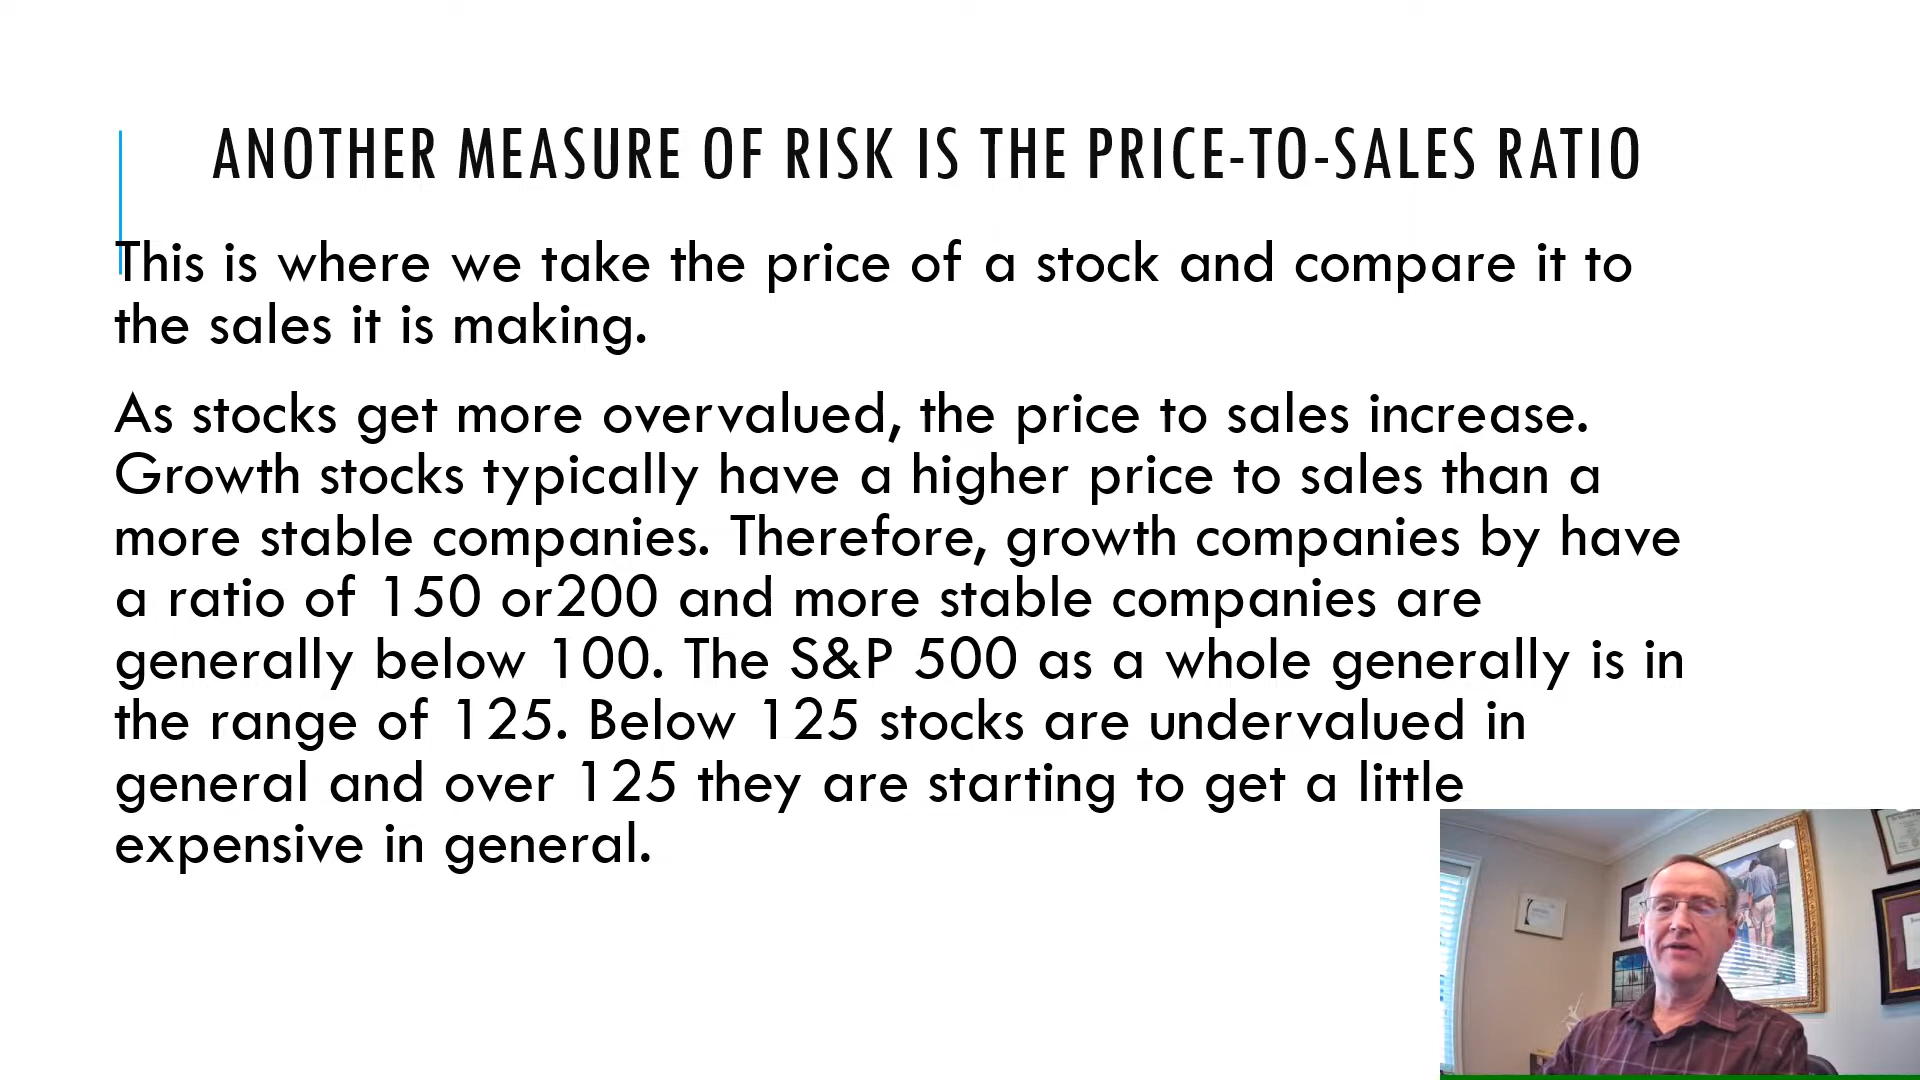 ANOTHER MEASURE OF RISK IS THE PRICE-TO-SALES RATIO
This is where we take the price of a stock and compare it to
the sales it is making.
As stocks get more overvalued, the price to sales increase.
Growth stocks typically have a higher price to sales than a
more stable companies. Therefore, growth companies by have
a ratio of 150 or200 and more stable companies are
generally below 100. The S&P 500 as a whole generally is in
the range of 125. Below 125 stocks are undervalued in
general and over 125 they are starting to get a little
expensive in general.